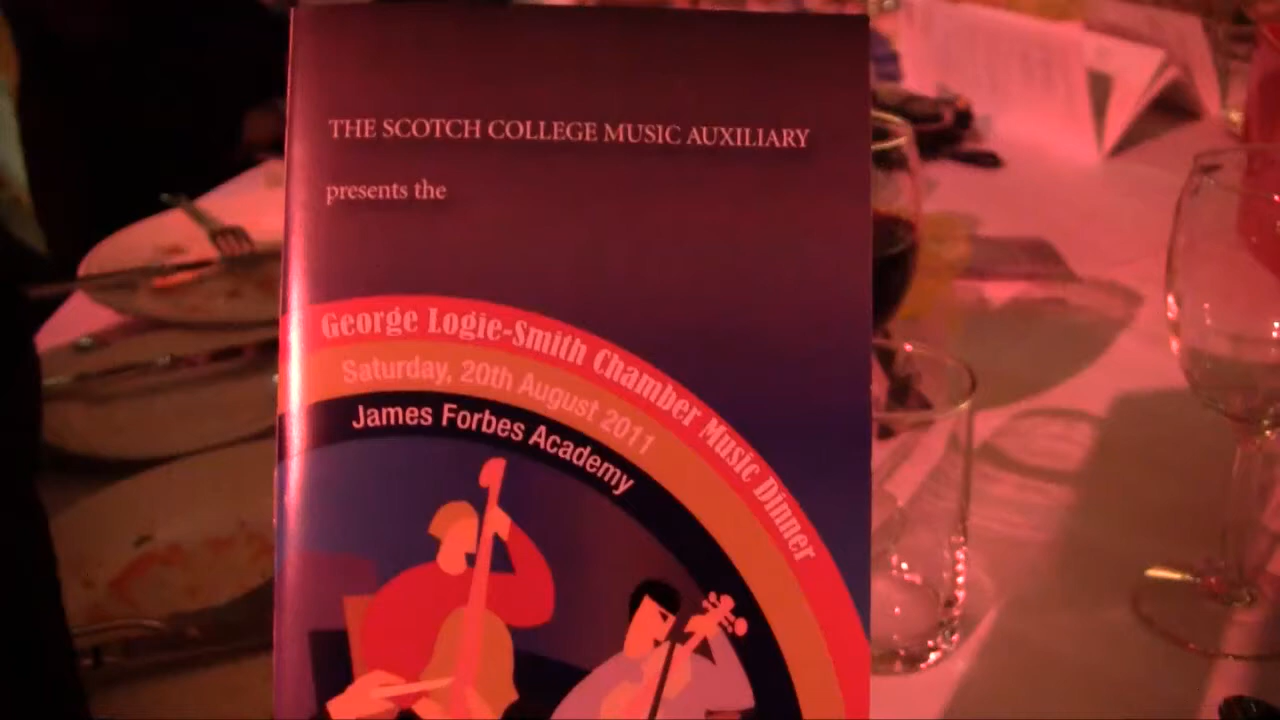 THE SCOTCH COLLEGE MUSIC AUXILIARY
presents the
George Logie-Smith Chamber Music Dinner
Saturday, 20th August 2011
James Forbes Academy